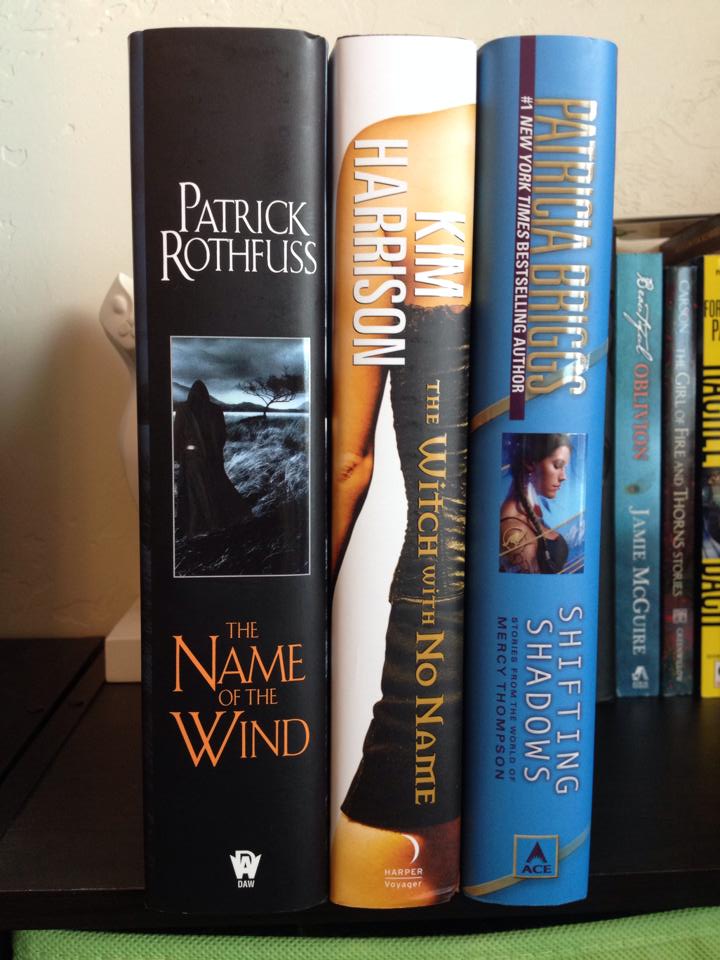 PATRICK
ROTHFUSS
THE
NAME
OF THE
WIND
DAW
KIM
HARRISON
THE WITCH WITH NO NAME
HARPER
Voyager
PATRICIA BRIGGS
#1 NEW YORK TIMES BESTSELLING AUTHOR
SHIFTING
SHADOWS
STORIES FROM THE WORLD OF
MERCY THOMPSON
ACE
Beautiful OBLIVION
JAMIE MCGUIRE
CARSON
THE GIRL OF FIRE AND THORNS STORIES